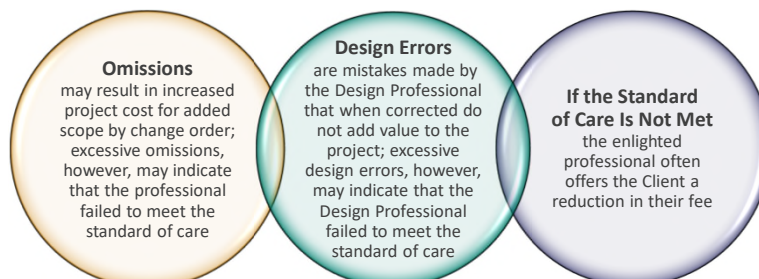 Omissions
may result in increased
project cost for added
scope by change order;
excessive omissions,
however, may indicate
that the professional
failed to meet the
standard of care
Design Errors
are mistakes made by
the Design Professional
that when corrected do
not add value to the
project; excessive
design errors, however,
may indicate that the
Design Professional
failed to meet the
standard of care
If the Standard
of Care Is Not Met
the enlighted
professional often
offers the Client a
reduction in their fee